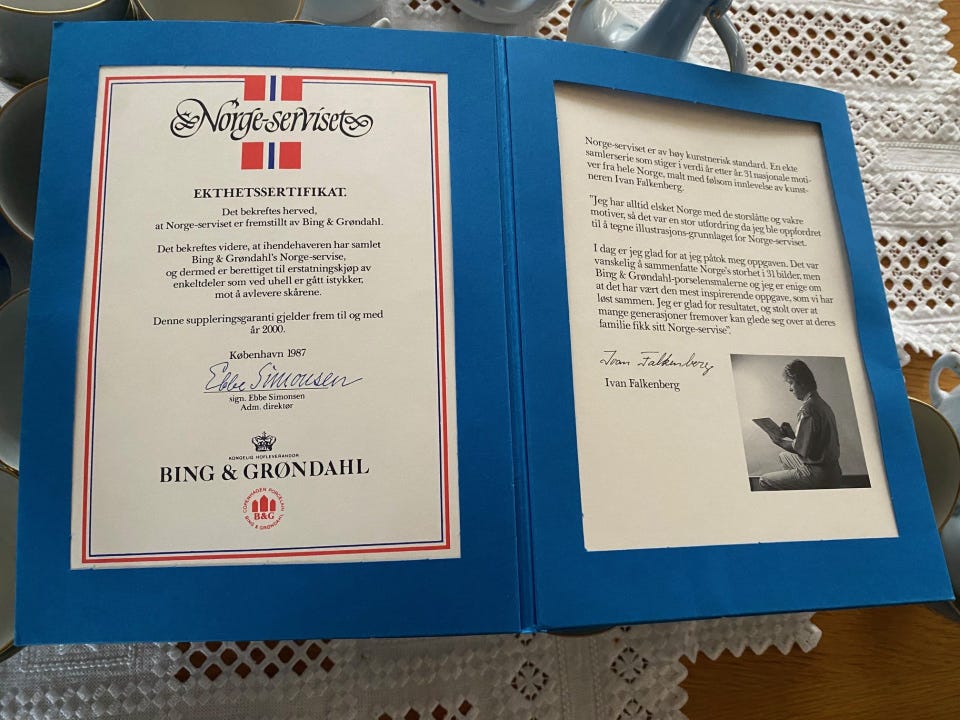 Norge-serviset
EKTHETSSERTIFIKAT.
Det bekreftes herved,
at Norge-serviset er fremstillt av Bing & Grøndahl.
Det bekreftes videre, at ihendehaveren har samlet
Bing & Grøndahl's Norge-servise,
og dermed er berettiget til erstatningskjøp av
enkeltdeler som ved uhell er gått istykker,
mot å avlevere skårene.
Denne suppleringsgaranti gjelder frem til og med
år 2000.
København 1987
Ebbe Simonsen
sign. Ebbe Simonsen
Adm. direktør
KONGELIG HOFLEVERANDØR
BING & GRØNDAHL
COPENHAGEN PORCELAIN
B&G
BING & GRØNDAHL
Norge-serviset er av høy kunstnerisk standard. En ekte
samlerserie som stiger i verdi år etter år. 31 nasjonale moti-
ver fra hele Norge, malt med følsom innlevelse av kunst-
neren Ivan Falkenberg.
"Jeg har alltid elsket Norge med de storslåtte og vakre
motiver, så det var en stor utfordring da jeg ble oppfordret
til å tegne illustrasjons-grunnlaget for Norge-serviset.
I dag er jeg glad for at jeg påtok meg oppgaven. Det var
vanskelig å sammenfatte Norge's storhet i 31 bilder, men
Bing & Grøndahl-porselensmalerne og jeg er enige om
at det har vært den mest inspirerende oppgave, som vi har
løst sammen. Jeg er glad for resultatet, og stolt over at
mange generasjoner fremover kan glede seg over at deres
familie fikk sitt Norge-servise".
Ivan Falkenberg
Ivan Falkenberg